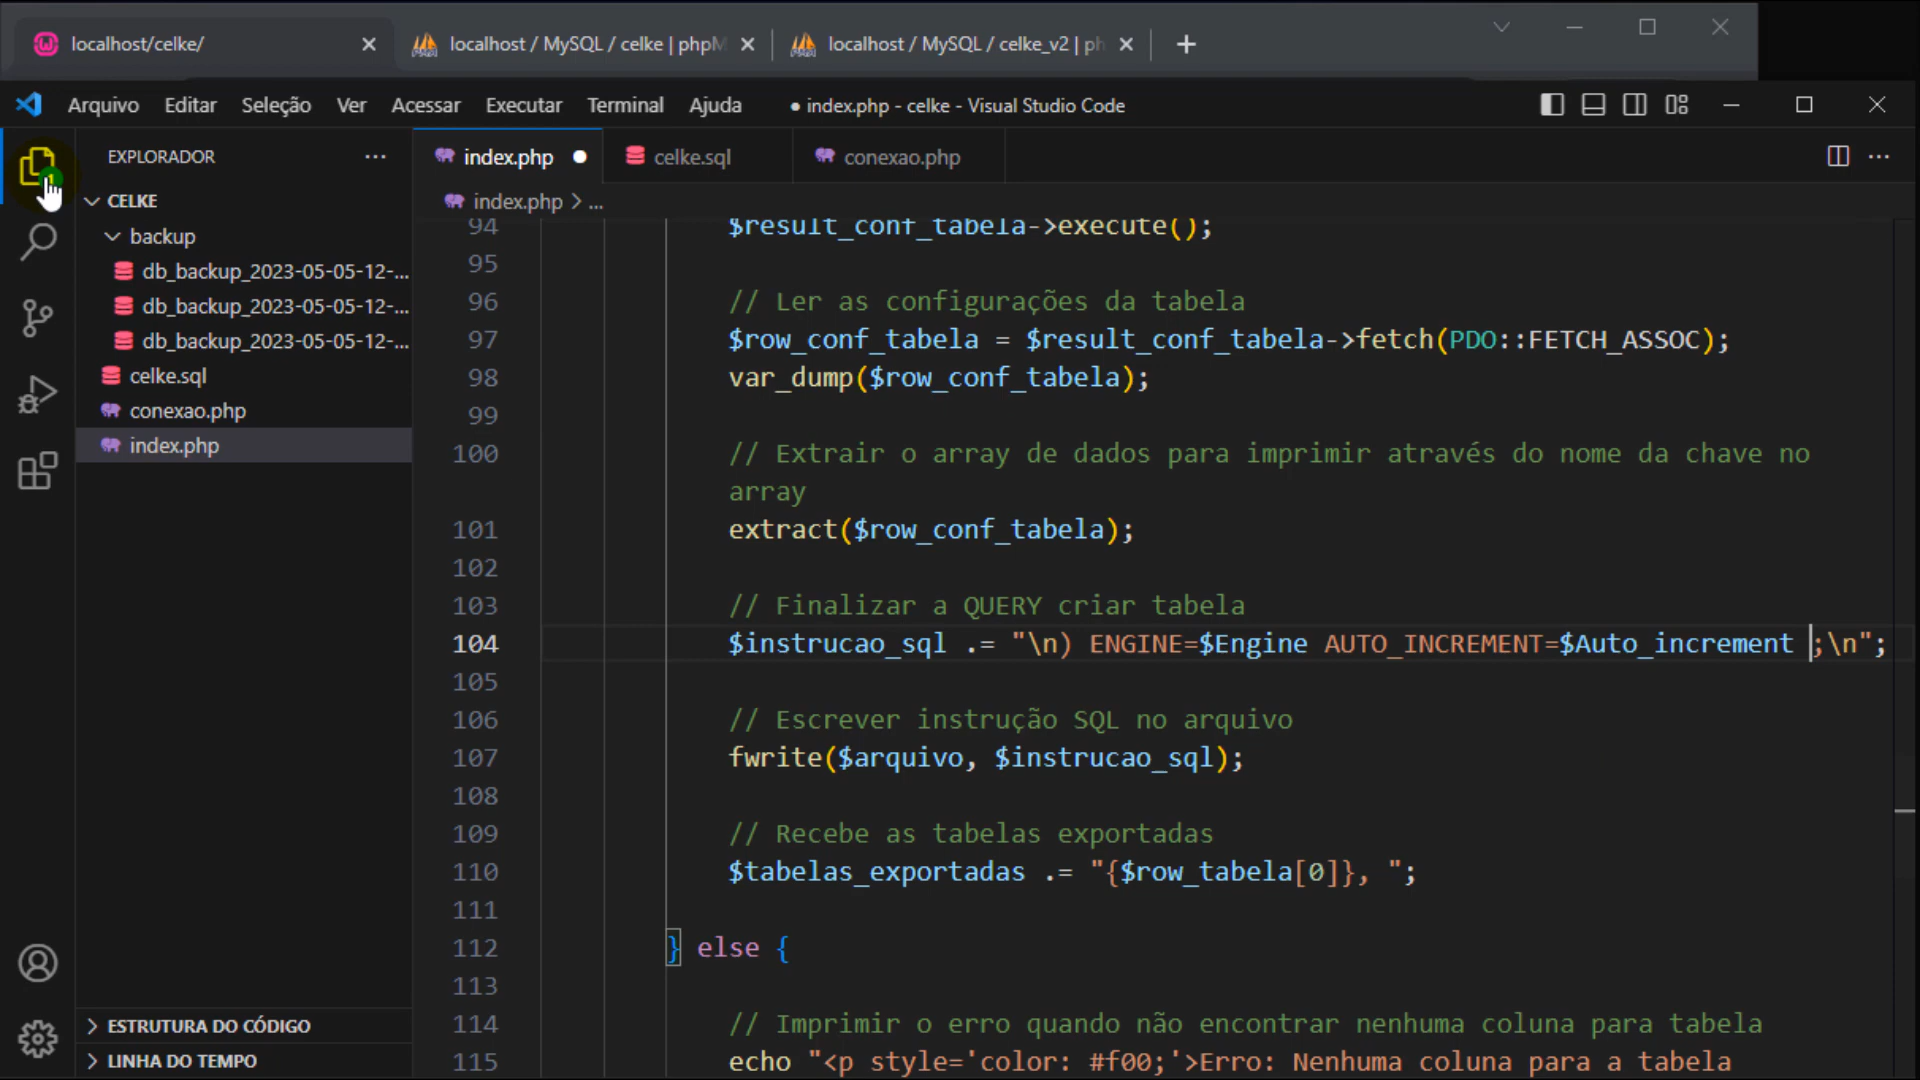 localhost/celke/
localhost / MySQL / celke | phpM
localhost / MySQL / celke_v2 | ph
Arquivo Editar Seleção Ver Acessar Executar Terminal Ajuda
● index.php - celke - Visual Studio Code
EXPLORADOR
CELKE
backup
db_backup_2023-05-05-12-...
db_backup_2023-05-05-12-...
db_backup_2023-05-05-12-...
celke.sql
conexao.php
index.php
ESTRUTURA DO CÓDIGO
LINHA DO TEMPO
index.php celke.sql conexao.php
index.php > ...
94 $result_conf_tabela->execute();
95
96 // Ler as configurações da tabela
97 $row_conf_tabela = $result_conf_tabela->fetch(PDO::FETCH_ASSOC);
98 var_dump($row_conf_tabela);
99
100 // Extrair o array de dados para imprimir através do nome da chave no
array
101 extract($row_conf_tabela);
102
103 // Finalizar a QUERY criar tabela
104 $instrucao_sql .= "\n) ENGINE=$Engine AUTO_INCREMENT=$Auto_increment ;\n";
105
106 // Escrever instrução SQL no arquivo
107 fwrite($arquivo, $instrucao_sql);
108
109 // Recebe as tabelas exportadas
110 $tabelas_exportadas .= "{$row_tabela[0]}, ";
111
112 } else {
113
114 // Imprimir o erro quando não encontrar nenhuma coluna para tabela
115 echo "<p style='color: #f00;'>Erro: Nenhuma coluna para a tabela